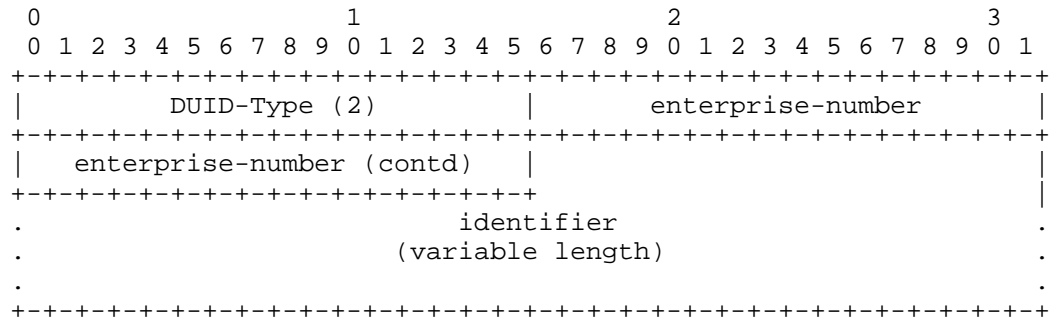 0                   1                   2                   3
 0 1 2 3 4 5 6 7 8 9 0 1 2 3 4 5 6 7 8 9 0 1 2 3 4 5 6 7 8 9 0 1
+-+-+-+-+-+-+-+-+-+-+-+-+-+-+-+-+-+-+-+-+-+-+-+-+-+-+-+-+-+-+-+-+
|         DUID-Type (2)         |       enterprise-number       |
+-+-+-+-+-+-+-+-+-+-+-+-+-+-+-+-+-+-+-+-+-+-+-+-+-+-+-+-+-+-+-+-+
|   enterprise-number (contd)   |                               |
+-+-+-+-+-+-+-+-+-+-+-+-+-+-+-+-+                               |
.                           identifier                          .
.                       (variable length)                       .
.                                                               .
+-+-+-+-+-+-+-+-+-+-+-+-+-+-+-+-+-+-+-+-+-+-+-+-+-+-+-+-+-+-+-+-+